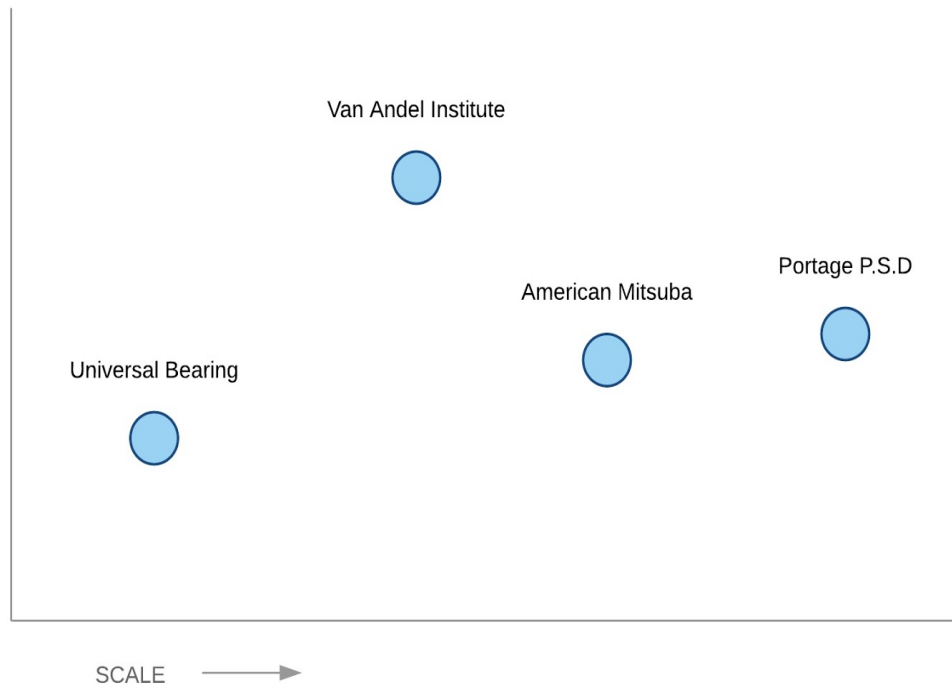 Van Andel Institute
Portage P.S.D
American Mitsuba
Universal Bearing
SCALE